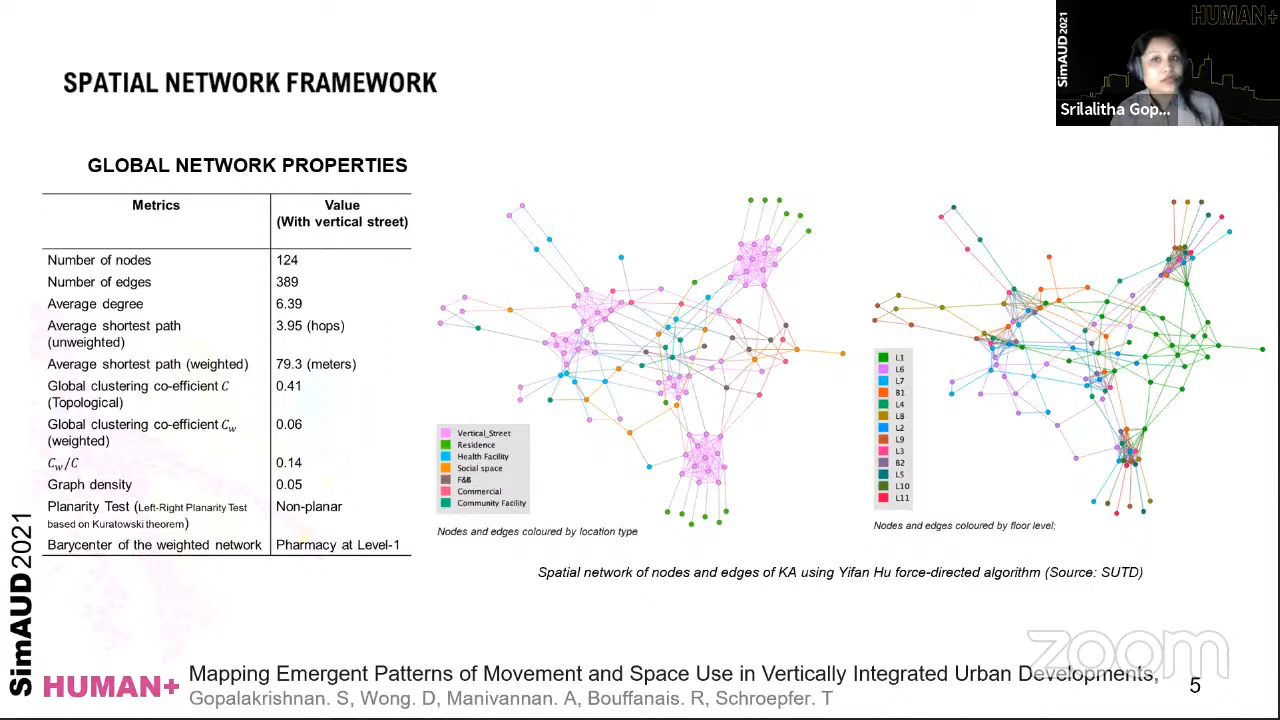 SPATIAL NETWORK FRAMEWORK
HUMAN+
SimAUD2021
Srilalitha Gop...
GLOBAL NETWORK PROPERTIES
Metrics Value
(With vertical street)
Number of nodes 124
Number of edges 389
Average degree 6.39
Average shortest path 3.95 (hops)
(unweighted)
Average shortest path (weighted) 79.3 (meters)
Global clustering co-efficient C 0.41
(Topological)
Global clustering co-efficient Cw 0.06
(weighted)
Cw/C 0.14
Graph density 0.05
Planarity Test (Left-Right Planarity Test Non-planar
based on Kuratowski theorem)
Barycenter of the weighted network Pharmacy at Level-1
Vertical_Street
Residence
Health Facility
Social space
F&B
Commercial
Community Facility
Nodes and edges coloured by location type
L1
L6
L7
B1
L4
L8
L2
L9
L3
B2
L5
L10
L11
Nodes and edges coloured by floor level;
Spatial network of nodes and edges of KA using Yifan Hu force-directed algorithm (Source: SUTD)
zoom
SimAUD2021
HUMAN+
Mapping Emergent Patterns of Movement and Space Use in Vertically Integrated Urban Developments,
Gopalakrishnan. S, Wong. D, Manivannan. A, Bouffanais. R, Schroepfer. T
5